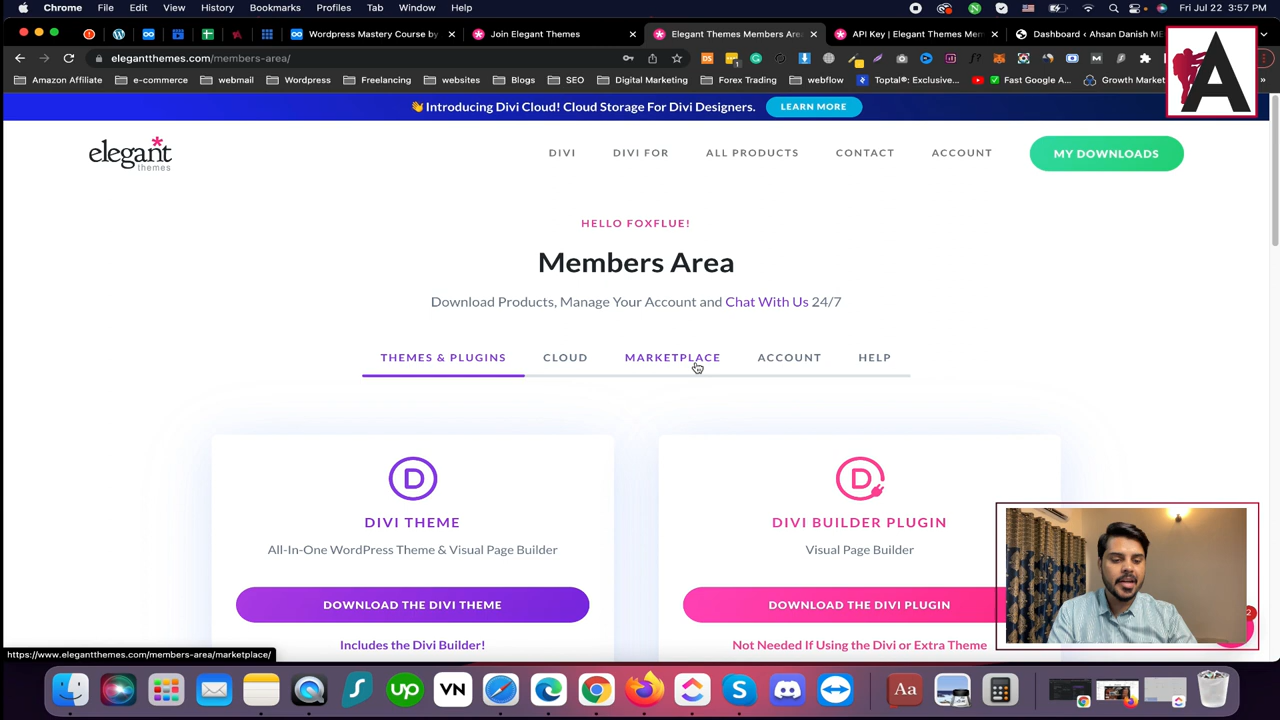 Chrome File Edit View History Bookmarks Profiles Tab Window Help
Fri Jul 22 3:57 PM
Wordpress Mastery Course by
Join Elegant Themes
Elegant Themes Members Are
API Key | Elegant Themes Mem
Dashboard ‹ Ahsan Danish M
elegantthemes.com/members-area/
Amazon Affiliate
e-commerce
webmail
Wordpress
Freelancing
websites
Blogs
SEO
Digital Marketing
Forex Trading
webflow
Toptal®: Exclusive...
Fast Google A...
Growth Market
A
Introducing Divi Cloud! Cloud Storage For Divi Designers.
LEARN MORE
elegant
themes
DIVI
DIVI FOR
ALL PRODUCTS
CONTACT
ACCOUNT
MY DOWNLOADS
HELLO FOXFLUE!
Members Area
Download Products, Manage Your Account and Chat With Us 24/7
THEMES & PLUGINS
CLOUD
MARKETPLACE
ACCOUNT
HELP
D
D
DIVI THEME
DIVI BUILDER PLUGIN
All-In-One WordPress Theme & Visual Page Builder
Visual Page Builder
DOWNLOAD THE DIVI THEME
DOWNLOAD THE DIVI PLUGIN
2
Includes the Divi Builder!
Not Needed If Using the Divi or Extra Theme
https://www.elegantthemes.com/members-area/marketplace/
up
VN
S
Aa